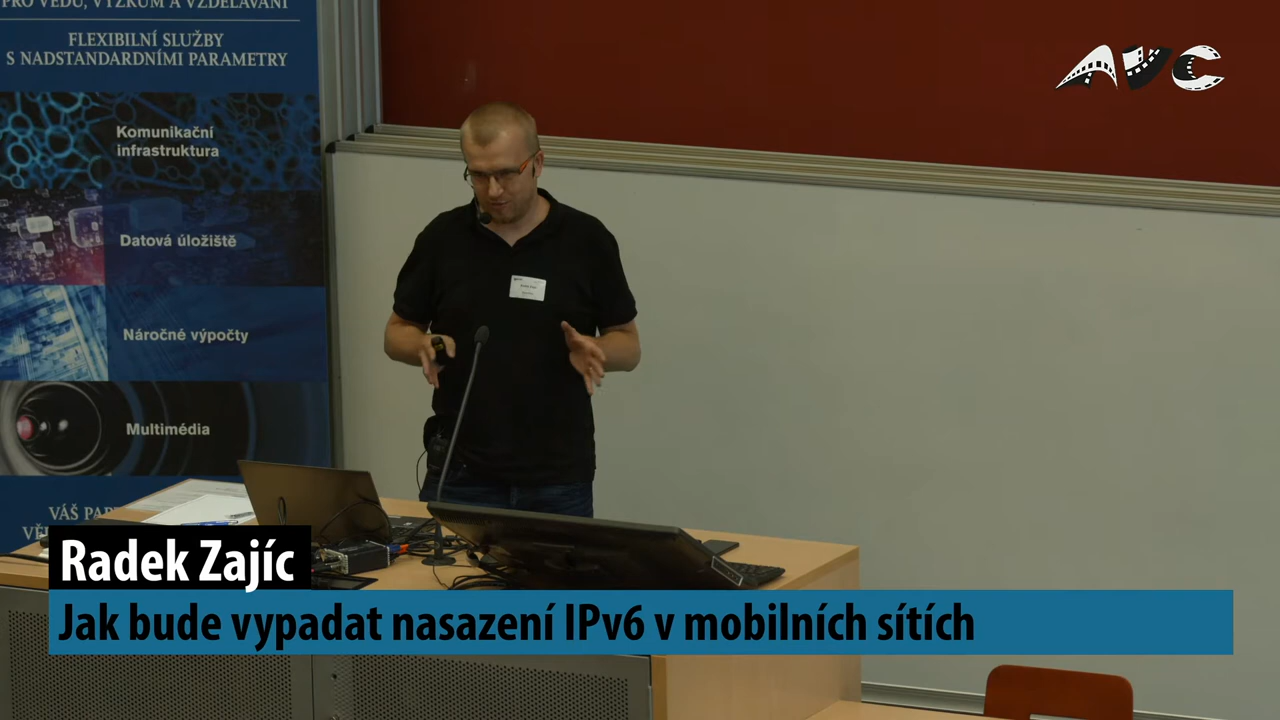 PRO VĚDU, VÝZKUM A VZDĚLÁVÁNÍ
FLEXIBILNÍ SLUŽBY
S NADSTANDARDNÍMI PARAMETRY
AVC
Komunikační
infrastruktura
Datová úložiště
Náročné výpočty
Multimédia
VÁŠ
Radek Zajíc
Jak bude vypadat nasazení IPv6 v mobilních sítích